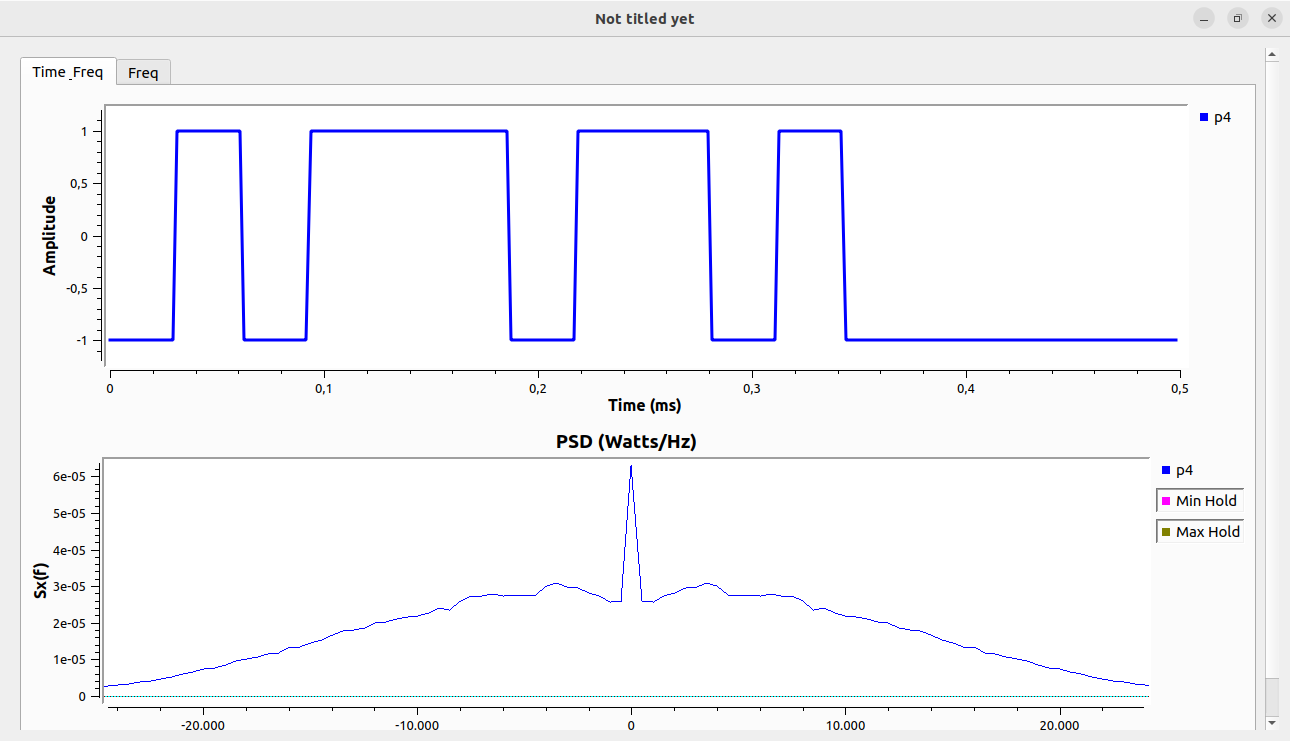 Not titled yet
Time_Freq
Freq
p4
1
0,5
0
-0,5
-1
Amplitude
0 0,1 0,2 0,3 0,4 0,5
Time (ms)
PSD (Watts/Hz)
p4
Min Hold
Max Hold
6e-05
5e-05
4e-05
3e-05
2e-05
1e-05
0
Sx(f)
-20.000 -10.000 0 10.000 20.000